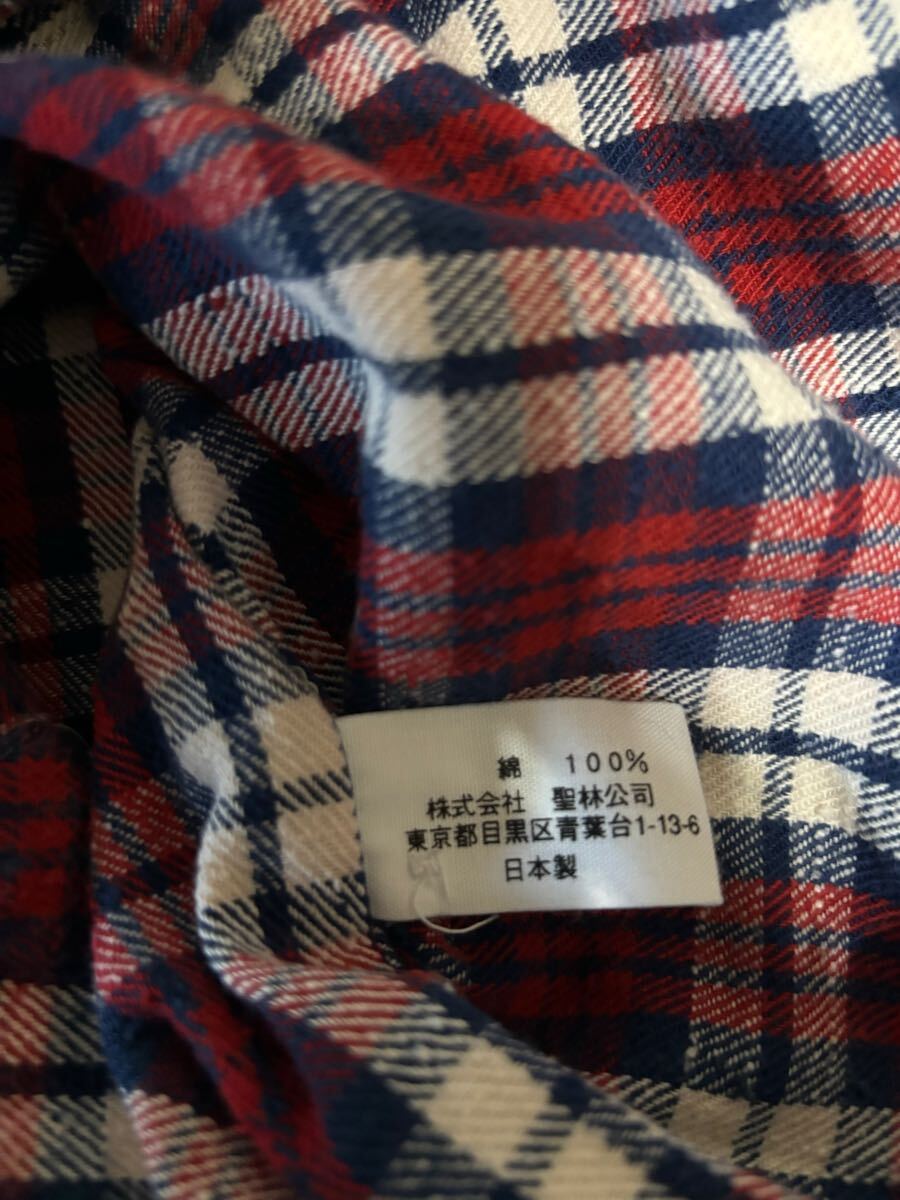 綿 100%
株式会社 聖林公司
東京都目黒区青葉台1-13-6
日本製